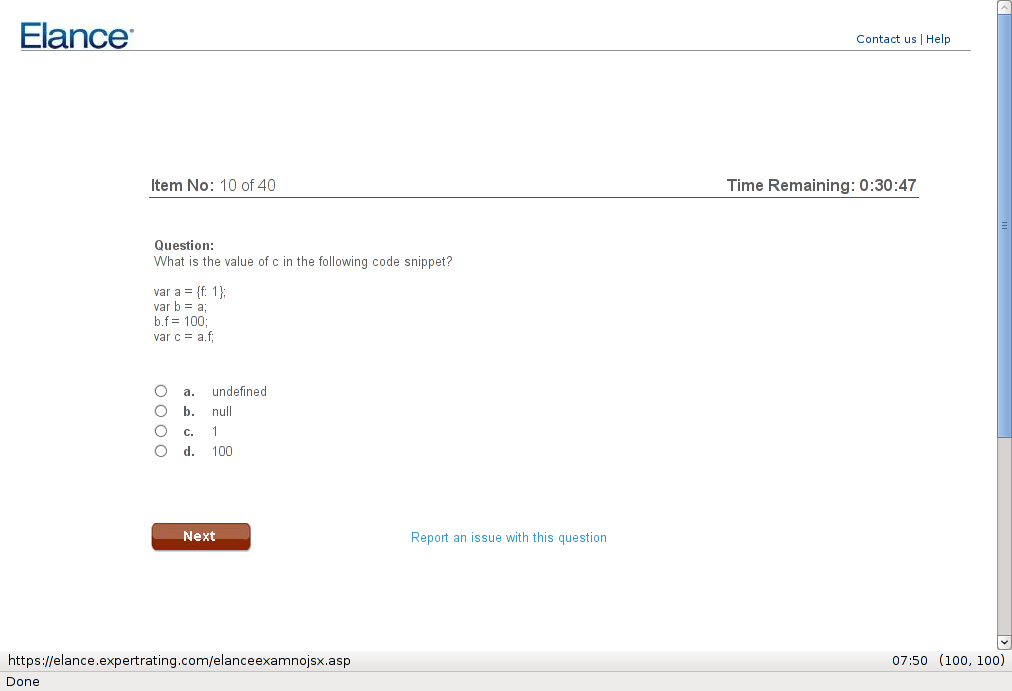 Elance
Contact us | Help
Item No: 10 of 40
Time Remaining: 0:30:47
Question:
What is the value of c in the following code snippet?
var a = {f: 1};
var b = a;
b.f = 100;
var c = a.f;
a. undefined
b. null
c. 1
d. 100
Next
Report an issue with this question
https://elance.expertrating.com/elanceexamnojsx.asp
07:50 (100, 100)
Done